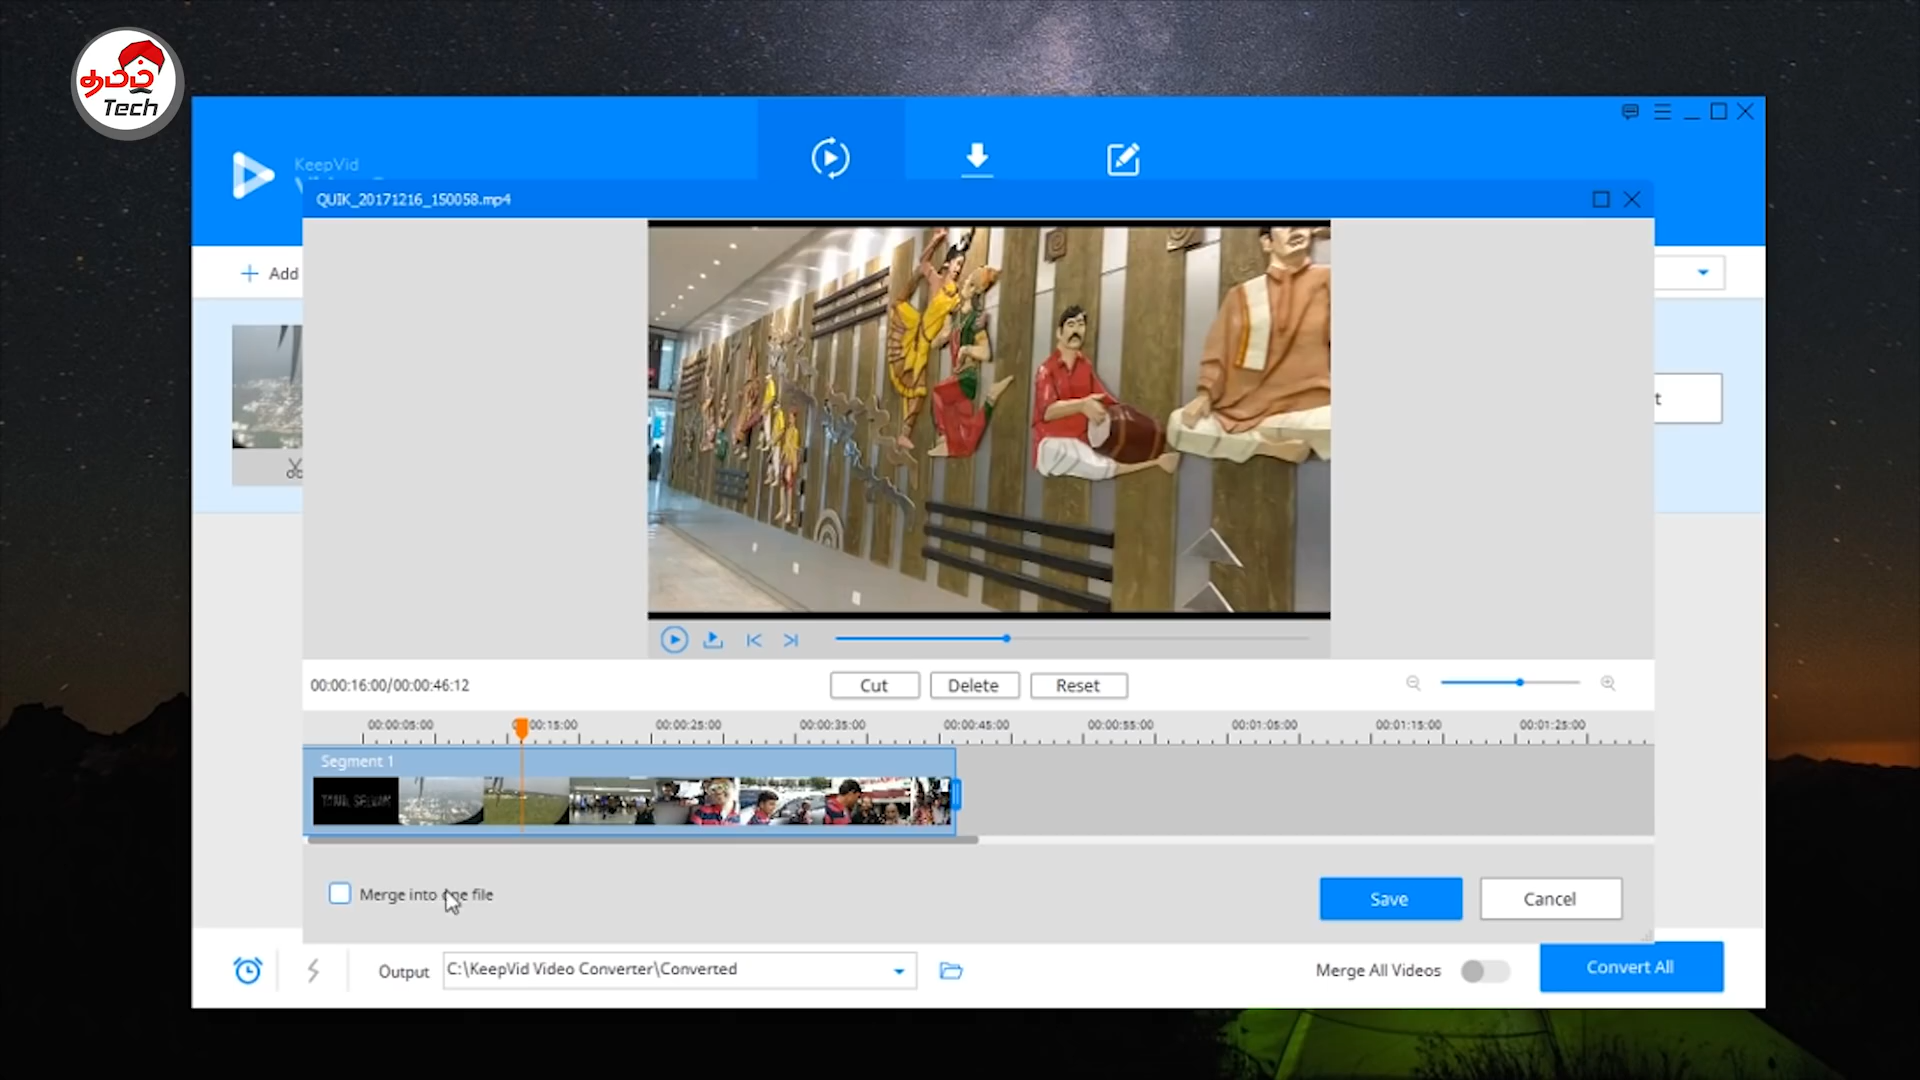 தமிழ்
Tech
KeepVid
QUIK_20171216_150058.mp4
Add
t
00:00:16:00/00:00:46:12
Cut
Delete
Reset
00:00:05:00
00:15:00
00:00:25:00
00:00:35:00
00:00:45:00
00:00:55:00
00:01:05:00
00:01:15:00
00:01:25:00
Segment 1
TAMIL SELVAN
Merge into one file
Save
Cancel
Output
C:\KeepVid Video Converter\Converted
Merge All Videos
Convert All